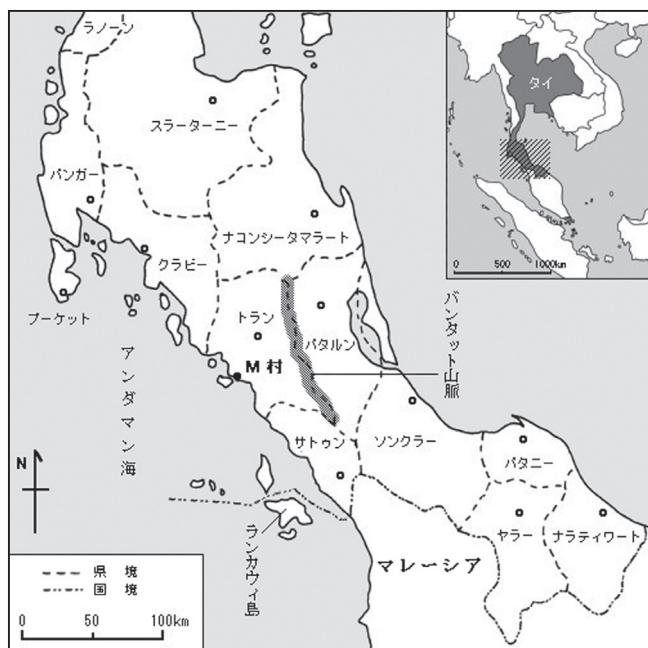 ラノーン
スラーターニー
タイ
パンガー
0 500 1000km
ナコンシータマラート
クラビー
プーケット
トラン
パタルン
バンタット山脈
M村
アンダマン海
サトゥン
ソンクラー
パタニー
N
ヤラー
ナラティワート
ランカウィ島
マレーシア
県境
国境
0 50 100km